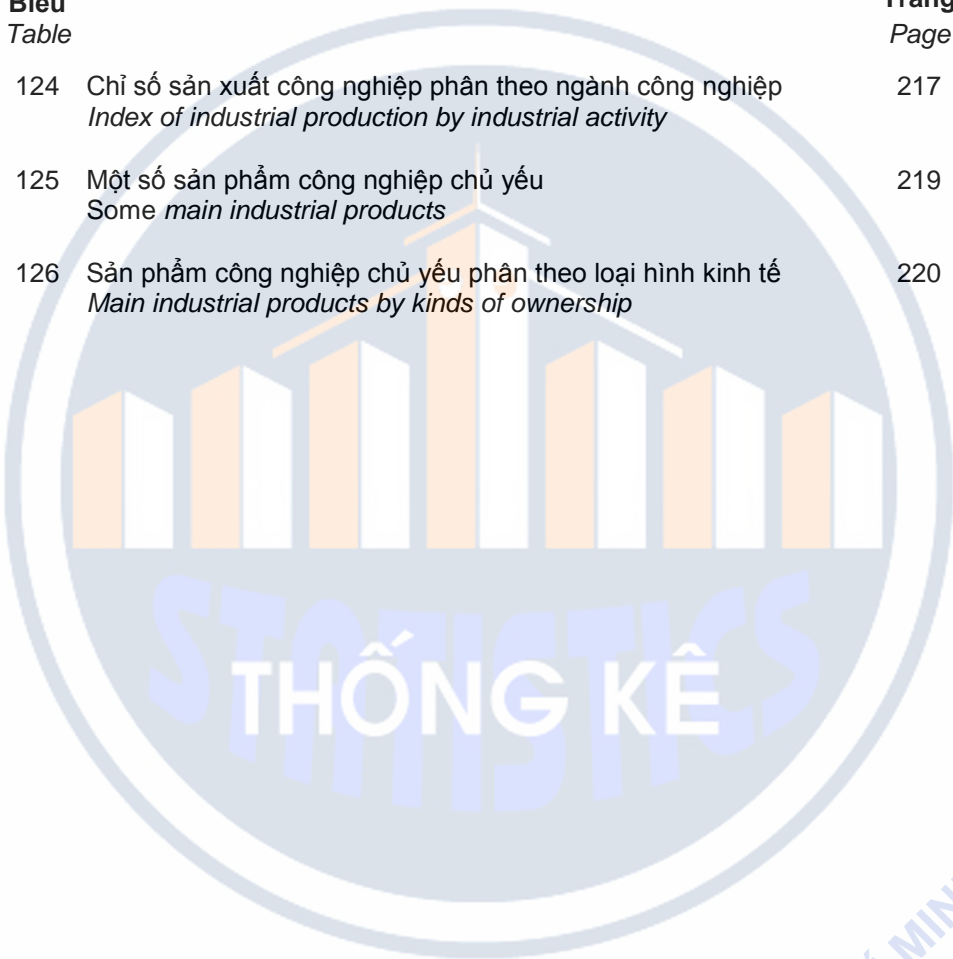 Biểu
Trang
Table
Page
124 Chỉ số sản xuất công nghiệp phân theo ngành công nghiệp 217
Index of industrial production by industrial activity
125 Một số sản phẩm công nghiệp chủ yếu 219
Some main industrial products
126 Sản phẩm công nghiệp chủ yếu phân theo loại hình kinh tế 220
Main industrial products by kinds of ownership
STATISTICS
THỐNG KÊ